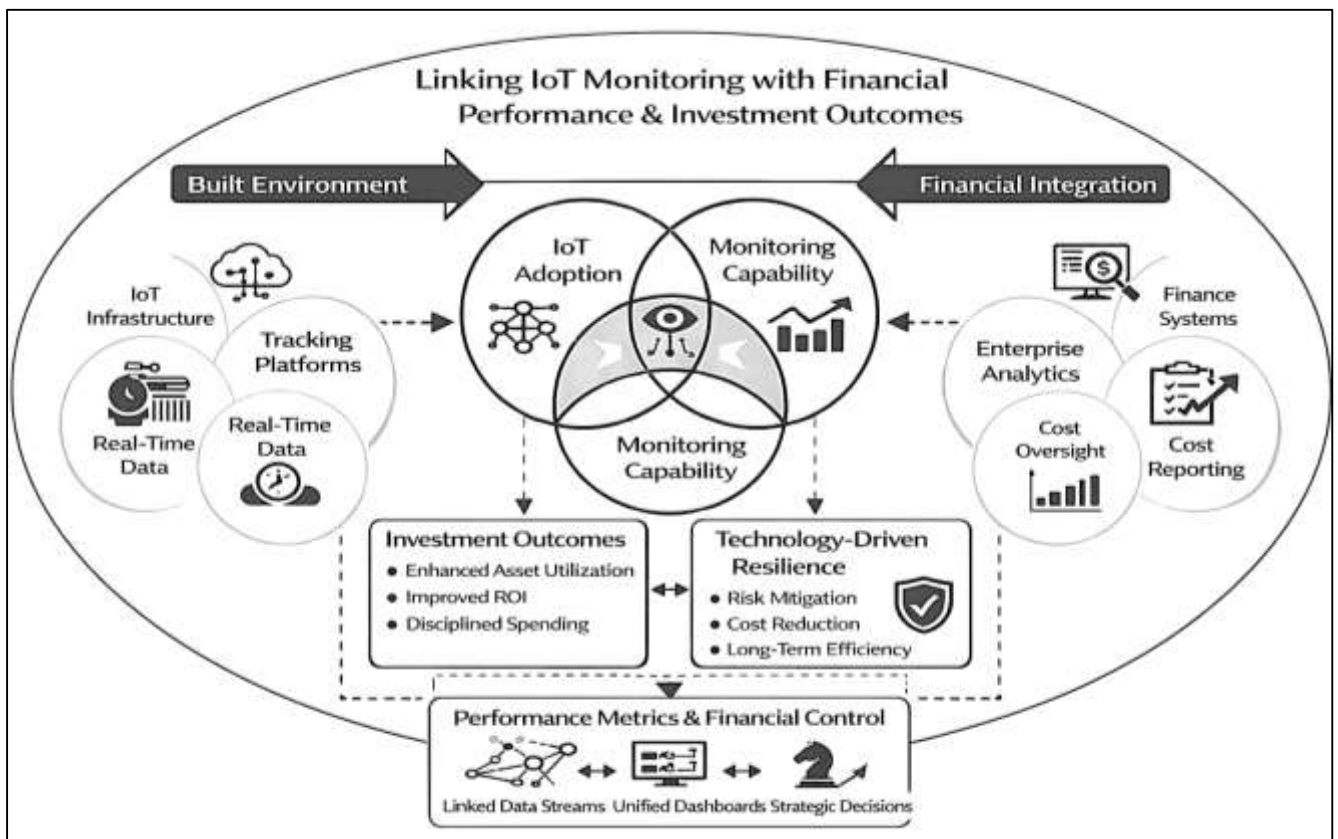 Linking IoT Monitoring with Financial
Performance & Investment Outcomes
Built Environment
Financial Integration
IoT
Infrastructure
Tracking
Platforms
Real-Time
Data
Real-Time
Data
IoT
Adoption
Monitoring
Capability
Monitoring
Capability
Finance
Systems
Enterprise
Analytics
Cost
Oversight
Cost
Reporting
Investment Outcomes
● Enhanced Asset Utilization
● Improved ROI
● Disciplined Spending
Technology-Driven
Resilience
● Risk Mitigation
● Cost Reduction
● Long-Term Efficiency
Performance Metrics & Financial Control
Linked Data Streams
Unified Dashboards
Strategic Decisions